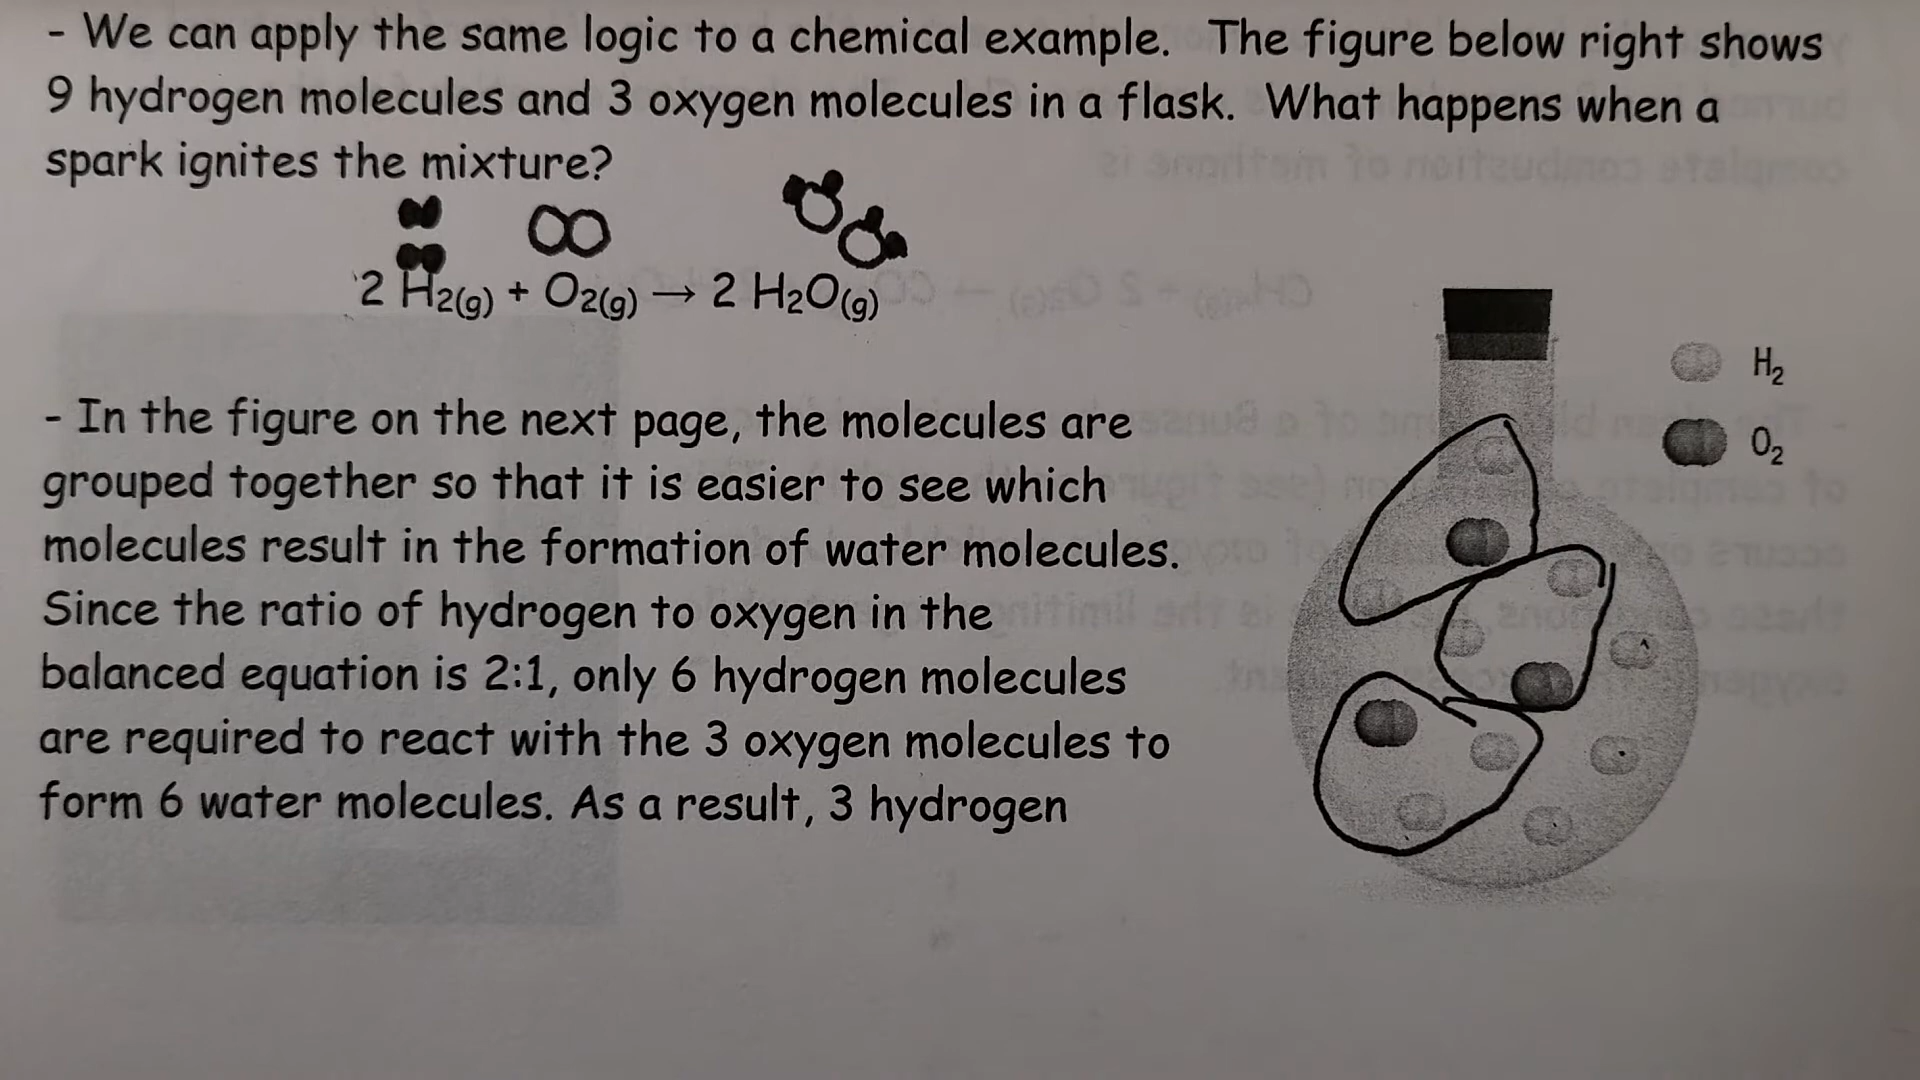 - We can apply the same logic to a chemical example. The figure below right shows
9 hydrogen molecules and 3 oxygen molecules in a flask. What happens when a
spark ignites the mixture?
2 H2(g) + O2(g) → 2 H2O(g)
H2
O2
- In the figure on the next page, the molecules are
grouped together so that it is easier to see which
molecules result in the formation of water molecules.
Since the ratio of hydrogen to oxygen in the
balanced equation is 2:1, only 6 hydrogen molecules
are required to react with the 3 oxygen molecules to
form 6 water molecules. As a result, 3 hydrogen